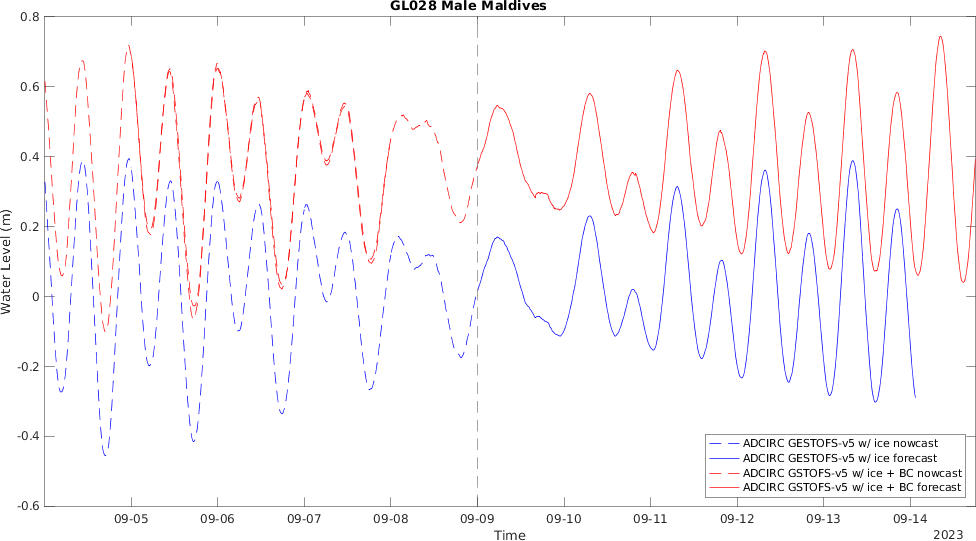 GL028 Male Maldives
0.8
0.6
0.4
0.2
0
-0.2
-0.4
-0.6
Water Level (m)
ADCIRC GESTOFS-v5 w/ ice nowcast
ADCIRC GESTOFS-v5 w/ ice forecast
ADCIRC GSTOFS-v5 w/ ice + BC nowcast
ADCIRC GSTOFS-v5 w/ ice + BC forecast
09-05 09-06 09-07 09-08 09-09 09-10 09-11 09-12 09-13 09-14
Time
2023